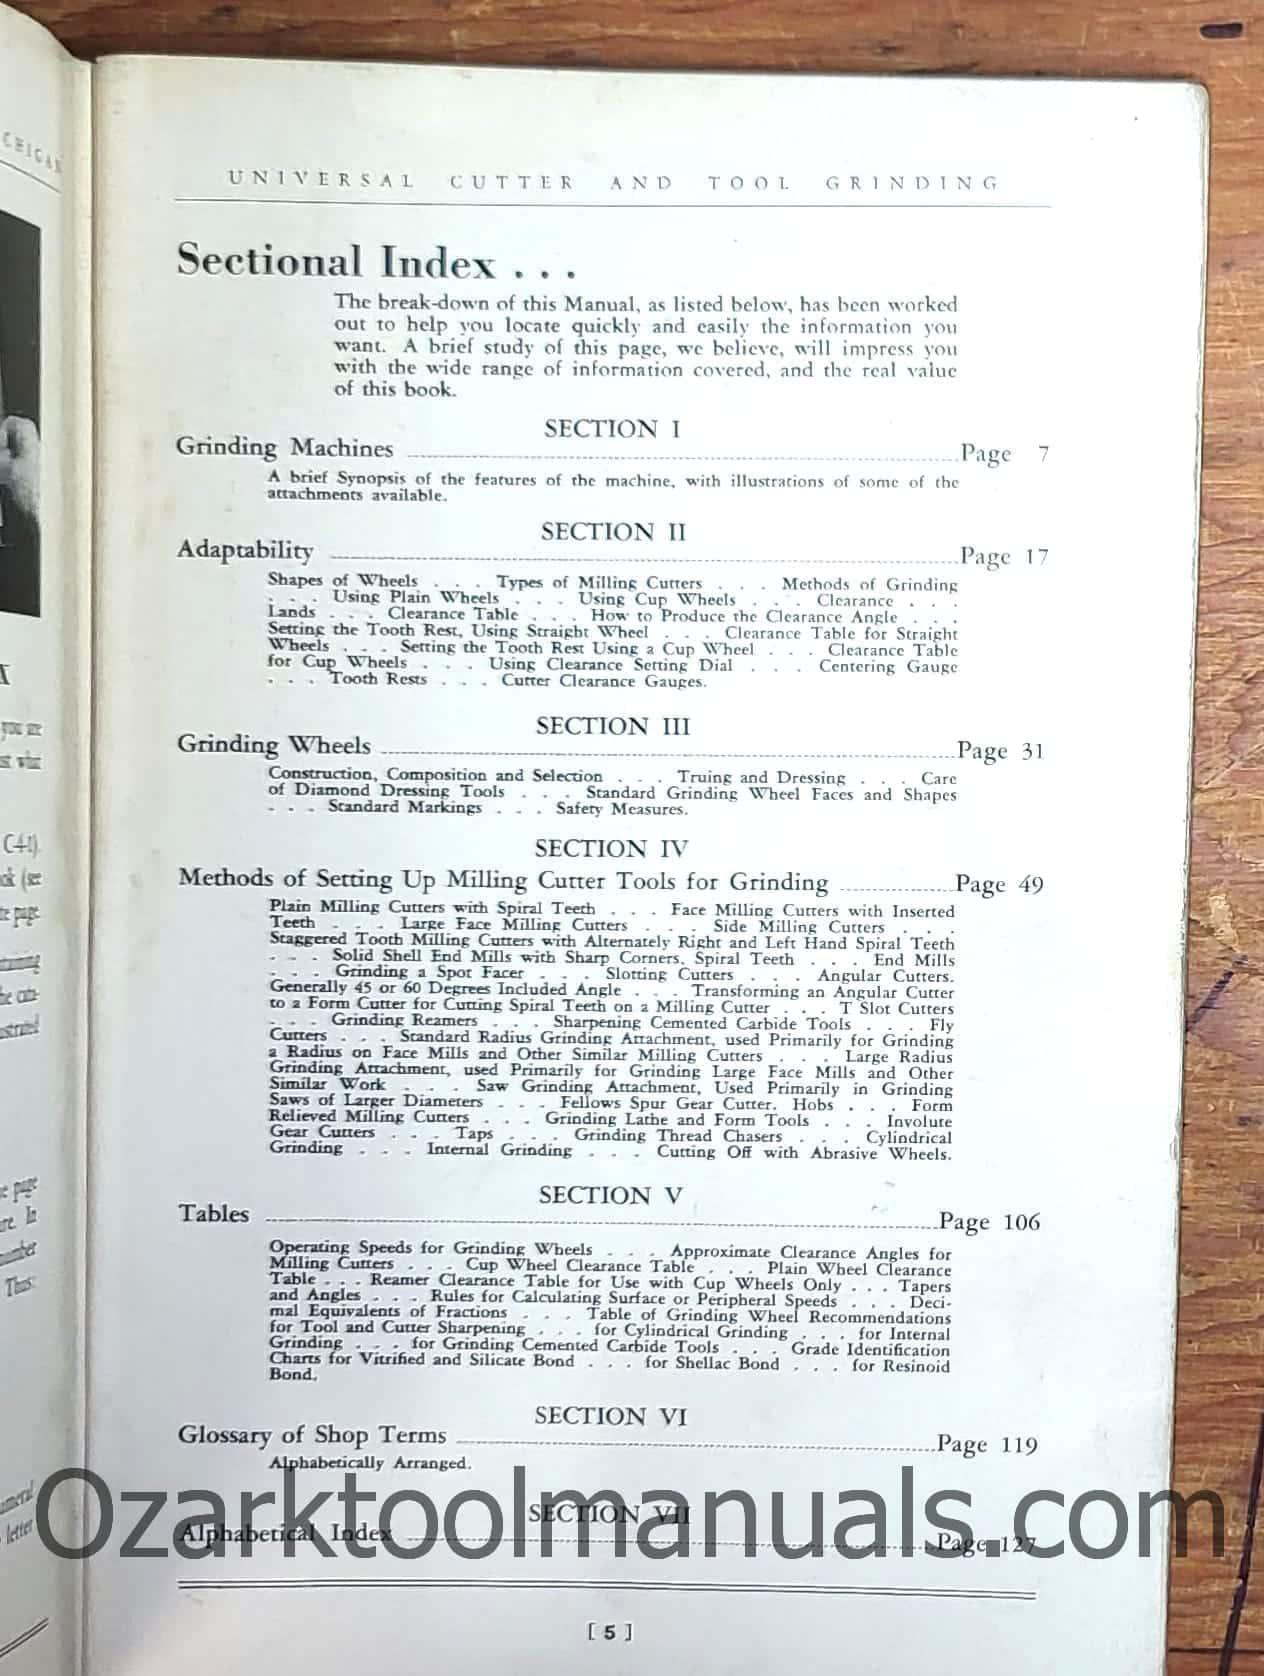 CHIGAN
you are
st what
C-41).
ok (see
te page
he cut-
ustrated
e page
re. In
number
Thus:
numeral
letter
UNIVERSAL CUTTER AND TOOL GRINDING
Sectional Index . . .
The break-down of this Manual, as listed below, has been worked
out to help you locate quickly and easily the information you
want. A brief study of this page, we believe, will impress you
with the wide range of information covered, and the real value
of this book.
SECTION I
Grinding Machines Page 7
A brief Synopsis of the features of the machine, with illustrations of some of the
attachments available.
SECTION II
Adaptability Page 17
Shapes of Wheels . . . Types of Milling Cutters . . . Methods of Grinding
. . . Using Plain Wheels . . . Using Cup Wheels . . . Clearance . . .
Lands . . . Clearance Table . . . How to Produce the Clearance Angle . . .
Setting the Tooth Rest, Using Straight Wheel . . . Clearance Table for Straight
Wheels . . . Setting the Tooth Rest Using a Cup Wheel . . . Clearance Table
for Cup Wheels . . . Using Clearance Setting Dial . . . Centering Gauge
. . . Tooth Rests . . . Cutter Clearance Gauges.
SECTION III
Grinding Wheels Page 31
Construction, Composition and Selection . . . Truing and Dressing . . . Care
of Diamond Dressing Tools . . . Standard Grinding Wheel Faces and Shapes
. . . Standard Markings . . . Safety Measures.
SECTION IV
Methods of Setting Up Milling Cutter Tools for Grinding Page 49
Plain Milling Cutters with Spiral Teeth . . . Face Milling Cutters with Inserted
Teeth . . . Large Face Milling Cutters . . . Side Milling Cutters . . .
Staggered Tooth Milling Cutters with Alternately Right and Left Hand Spiral Teeth
. . . Solid Shell End Mills with Sharp Corners, Spiral Teeth . . . End Mills
. . . Grinding a Spot Facer . . . Slotting Cutters . . . Angular Cutters.
Generally 45 or 60 Degrees Included Angle . . . Transforming an Angular Cutter
to a Form Cutter for Cutting Spiral Teeth on a Milling Cutter . . . T Slot Cutters
. . . Grinding Reamers . . . Sharpening Cemented Carbide Tools . . . Fly
Cutters . . . Standard Radius Grinding Attachment, used Primarily for Grinding
a Radius on Face Mills and Other Similar Milling Cutters . . . Large Radius
Grinding Attachment, used Primarily for Grinding Large Face Mills and Other
Similar Work . . . Saw Grinding Attachment, Used Primarily in Grinding
Saws of Larger Diameters . . . Fellows Spur Gear Cutter. Hobs . . . Form
Relieved Milling Cutters . . . Grinding Lathe and Form Tools . . . Involute
Gear Cutters . . . Taps . . . Grinding Thread Chasers . . . Cylindrical
Grinding . . . Internal Grinding . . . Cutting Off with Abrasive Wheels.
SECTION V
Tables Page 106
Operating Speeds for Grinding Wheels . . . Approximate Clearance Angles for
Milling Cutters . . . Cup Wheel Clearance Table . . . Plain Wheel Clearance
Table . . . Reamer Clearance Table for Use with Cup Wheels Only . . . Tapers
and Angles . . . Rules for Calculating Surface or Peripheral Speeds . . . Deci-
mal Equivalents of Fractions . . . Table of Grinding Wheel Recommendations
for Tool and Cutter Sharpening . . . for Cylindrical Grinding . . . for Internal
Grinding . . . for Grinding Cemented Carbide Tools . . . Grade Identification
Charts for Vitrified and Silicate Bond . . . for Shellac Bond . . . for Resinoid
Bond.
SECTION VI
Glossary of Shop Terms Page 119
Alphabetically Arranged.
SECTION VII
Alphabetical Index Page 127
Ozarktoolmanuals.com
[ 5 ]